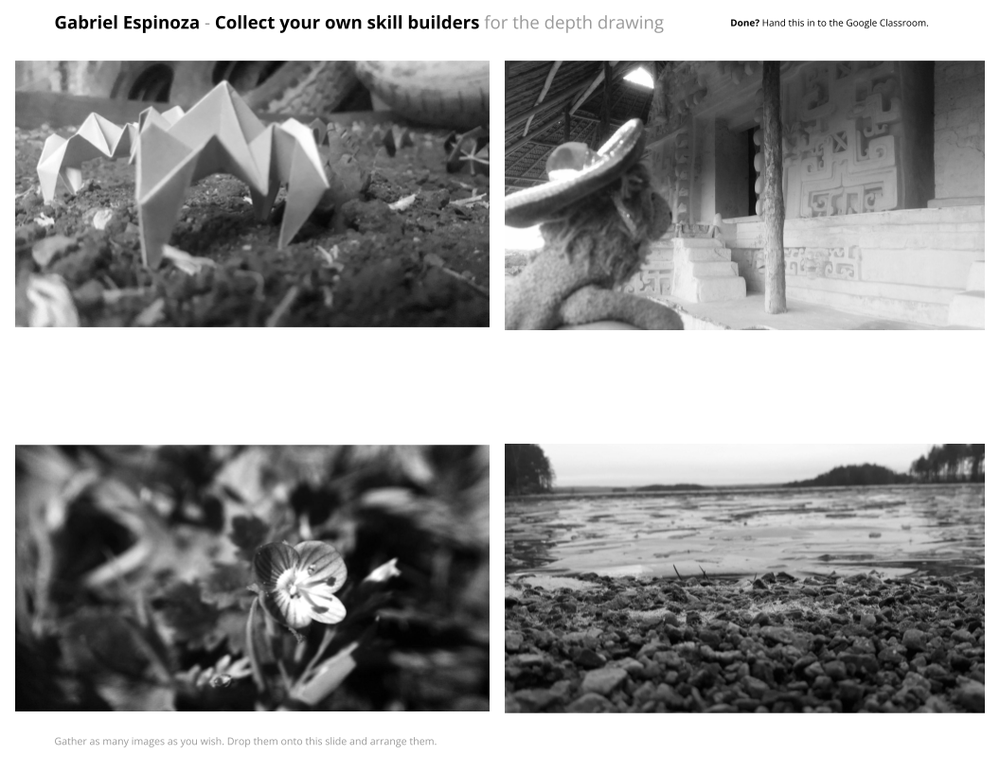 Gabriel Espinoza - Collect your own skill builders for the depth drawing
Done? Hand this in to the Google Classroom.
Gather as many images as you wish. Drop them onto this slide and arrange them.